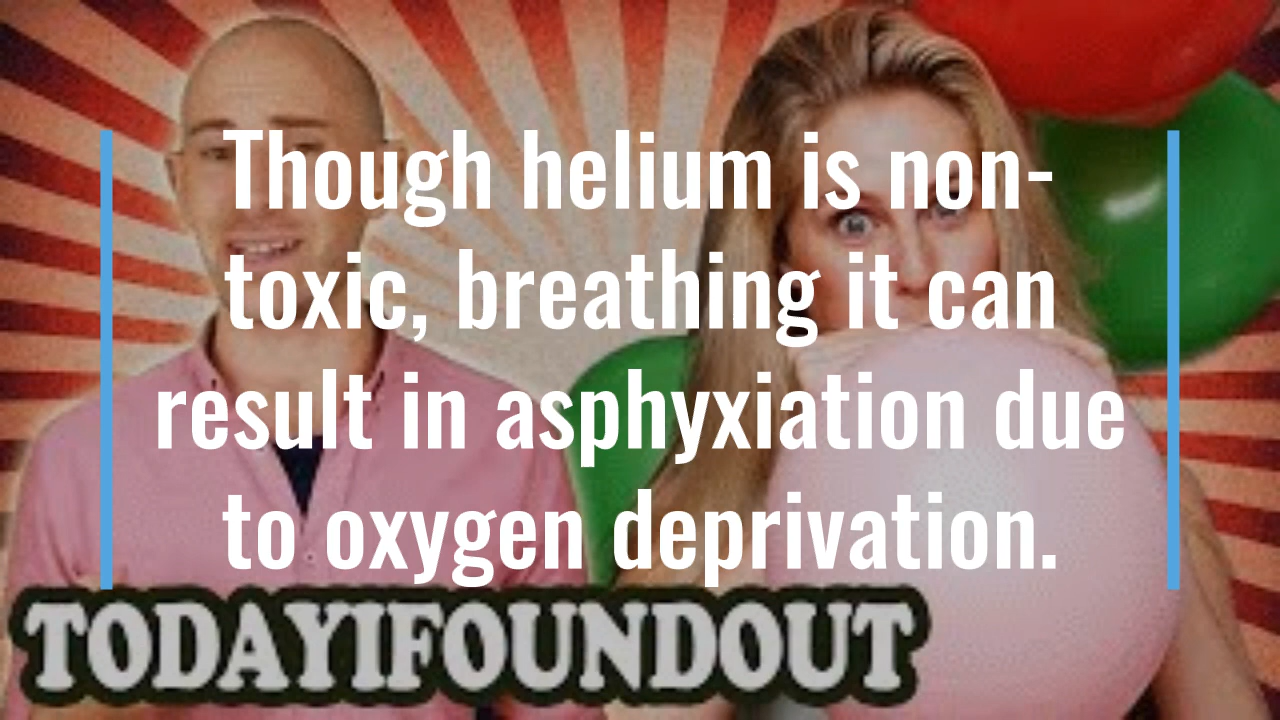 Though helium is non-
toxic, breathing it can
result in asphyxiation due
to oxygen deprivation.
TODAYIFOUNDOUT